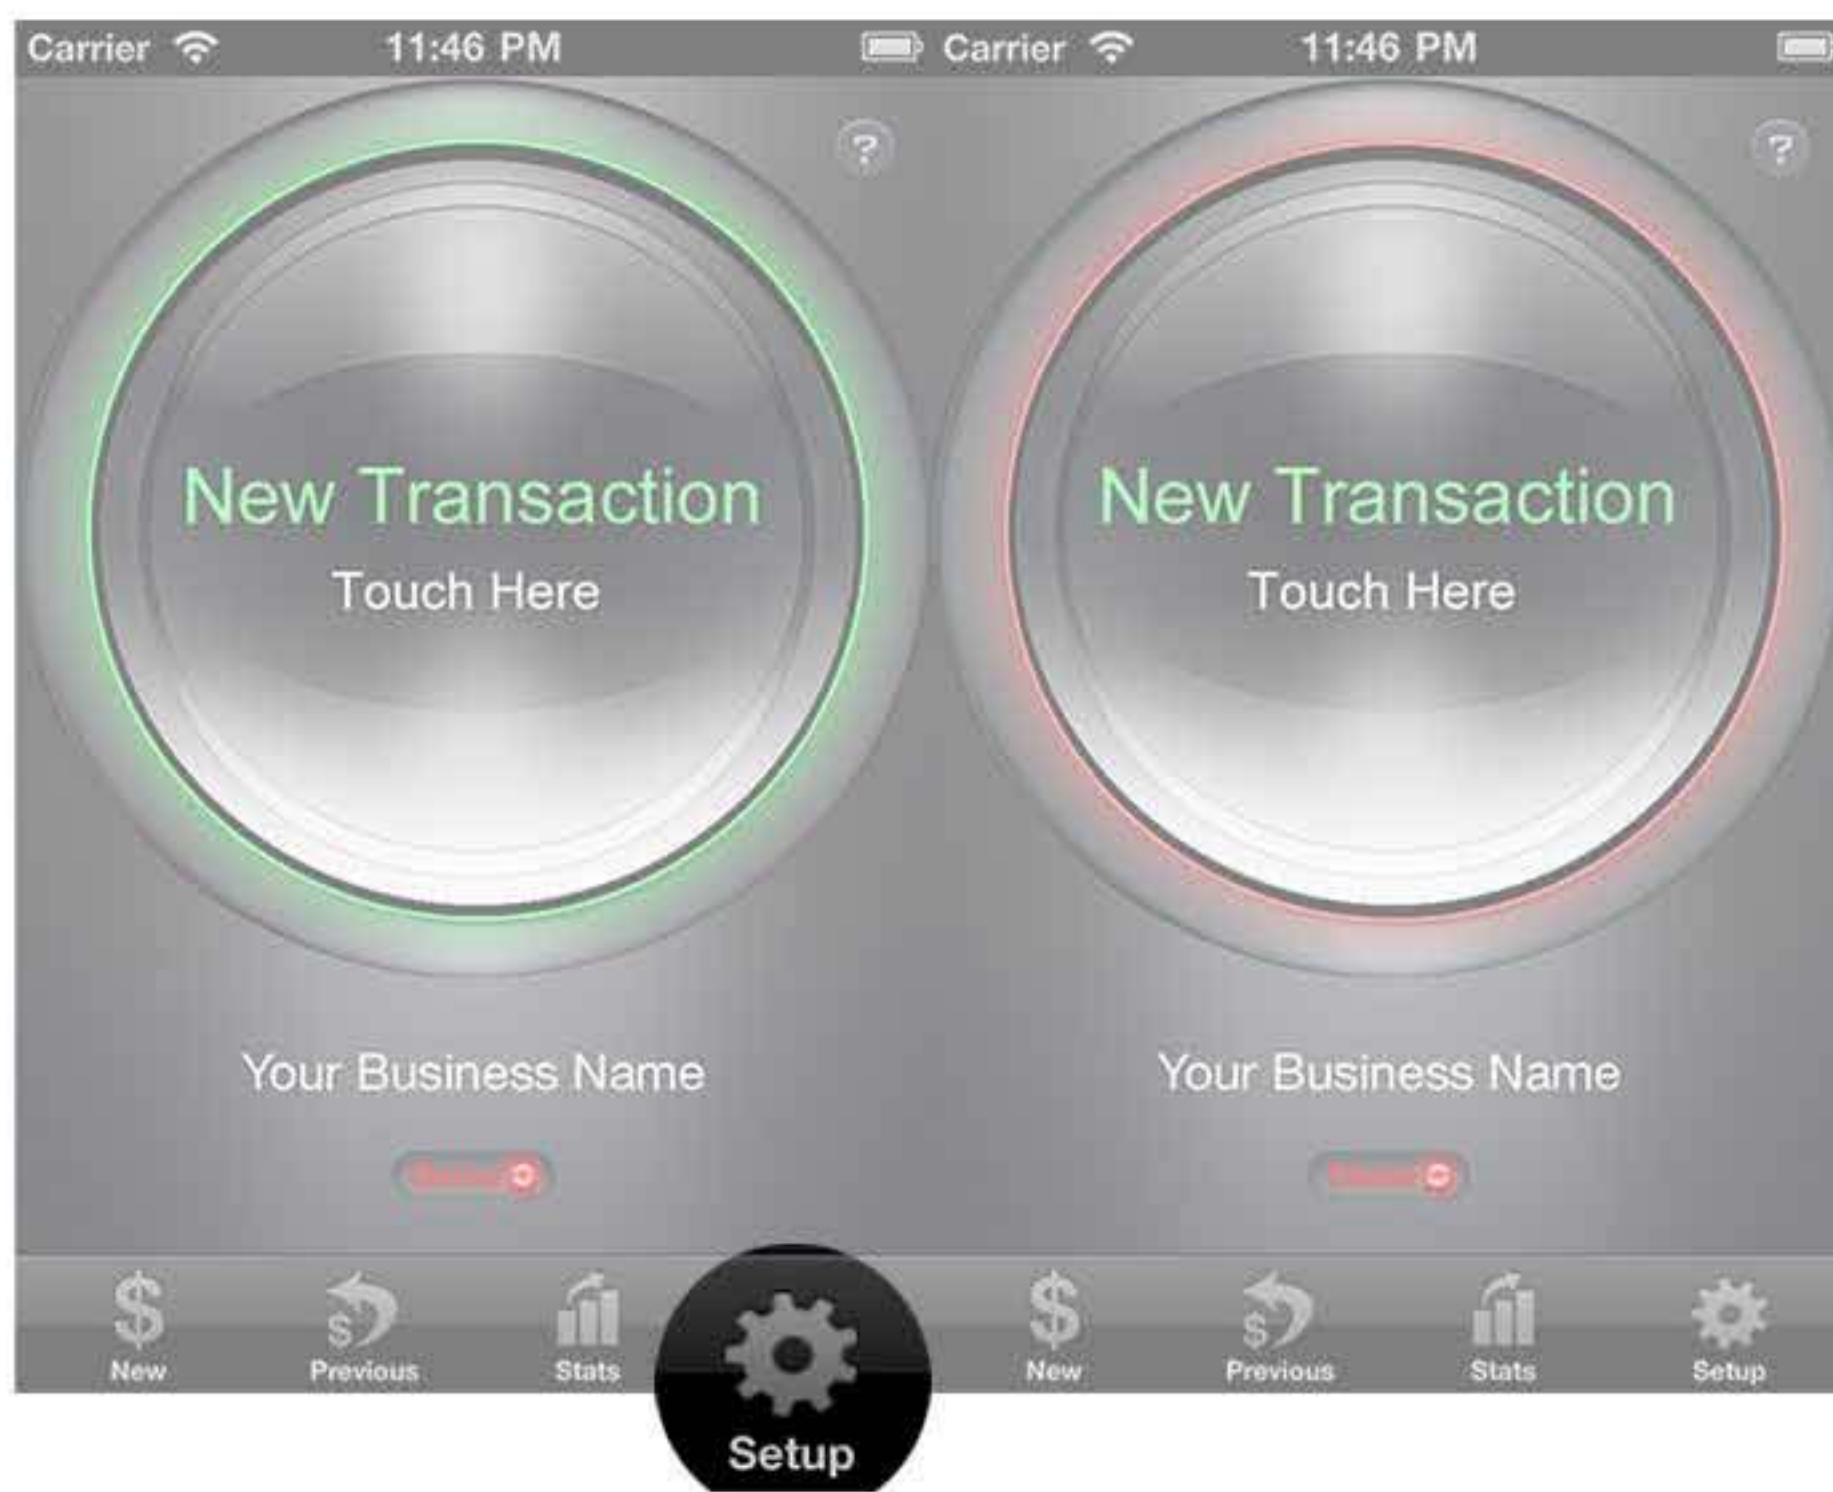 Carrier 11:46 PM
?
New Transaction
Touch Here
Your Business Name
$ $
New Previous Stats Setup
Carrier 11:46 PM
?
New Transaction
Touch Here
Your Business Name
$ $
New Previous Stats Setup